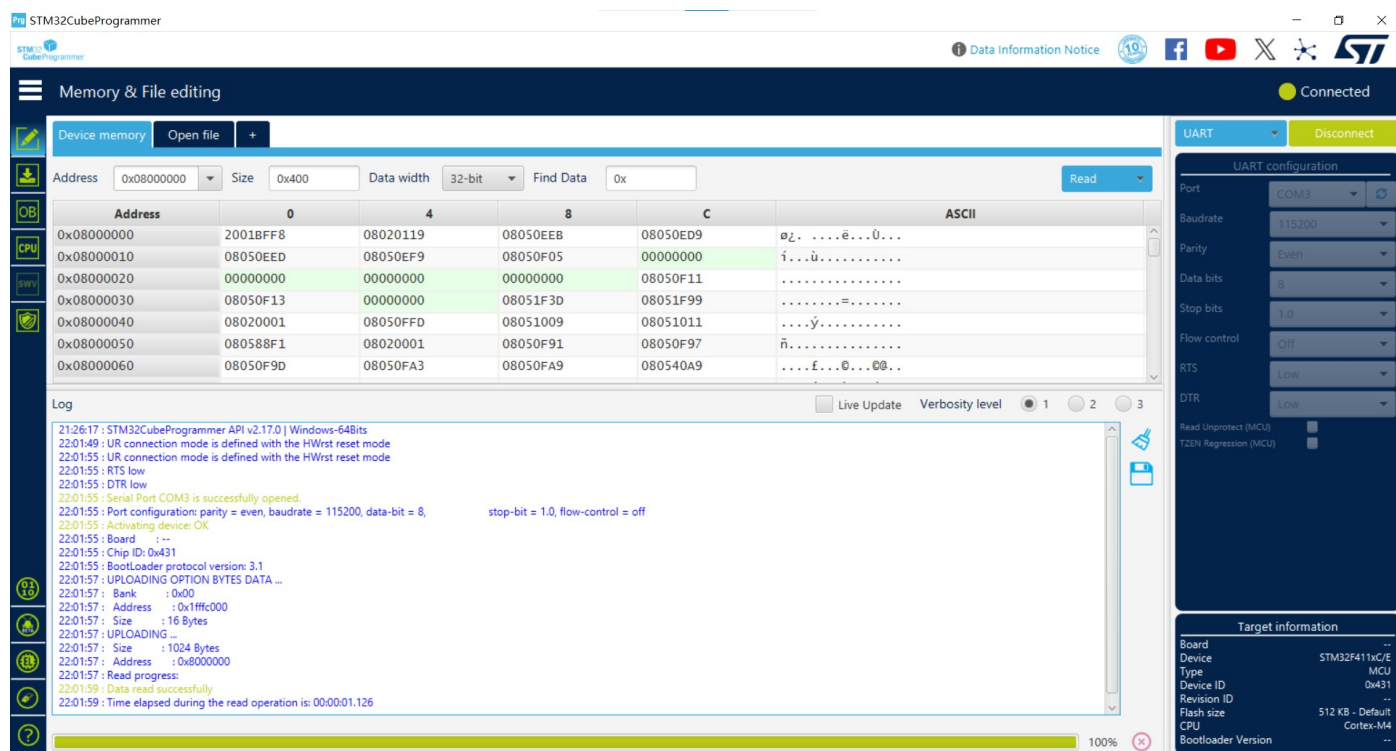 Prg STM32CubeProgrammer
STM32
CubeProgrammer
Data Information Notice
Memory & File editing
Connected
Device memory Open file +
UART Disconnect
Address 0x08000000 Size 0x400 Data width 32-bit Find Data 0x Read
Address 0 4 8 C ASCII
0x08000000 2001BFF8 08020119 08050EEB 08050ED9 ø¿. ....ë...Ù...
0x08000010 08050EED 08050EF9 08050F05 00000000 í...ù...........
0x08000020 00000000 00000000 00000000 08050F11 ................
0x08000030 08050F13 00000000 08051F3D 08051F99 ........=.......
0x08000040 08020001 08050FFD 08051009 08051011 ....ý...........
0x08000050 080588F1 08020001 08050F91 08050F97 ñ...............
0x08000060 08050F9D 08050FA3 08050FA9 080540A9 ....£...©...©@..
Log
Live Update Verbosity level 1 2 3
21:26:17 : STM32CubeProgrammer API v2.17.0 | Windows-64Bits
22:01:49 : UR connection mode is defined with the HWrst reset mode
22:01:55 : UR connection mode is defined with the HWrst reset mode
22:01:55 : RTS low
22:01:55 : DTR low
22:01:55 : Serial Port COM3 is successfully opened.
22:01:55 : Port configuration: parity = even, baudrate = 115200, data-bit = 8, stop-bit = 1.0, flow-control = off
22:01:55 : Activating device: OK
22:01:55 : Board : --
22:01:55 : Chip ID: 0x431
22:01:55 : BootLoader protocol version: 3.1
22:01:57 : UPLOADING OPTION BYTES DATA ...
22:01:57 : Bank : 0x00
22:01:57 : Address : 0x1fffc000
22:01:57 : Size : 16 Bytes
22:01:57 : UPLOADING ...
22:01:57 : Size : 1024 Bytes
22:01:57 : Address : 0x8000000
22:01:57 : Read progress:
22:01:59 : Data read successfully
22:01:59 : Time elapsed during the read operation is: 00:00:01.126
100%
OB
CPU
SWV
UART configuration
Port COM3
Baudrate 115200
Parity Even
Data bits 8
Stop bits 1.0
Flow control Off
RTS Low
DTR Low
Read Unprotect (MCU)
TZEN Regression (MCU)
Target information
Board --
Device STM32F411xC/E
Type MCU
Device ID 0x431
Revision ID --
Flash size 512 KB - Default
CPU Cortex-M4
Bootloader Version --